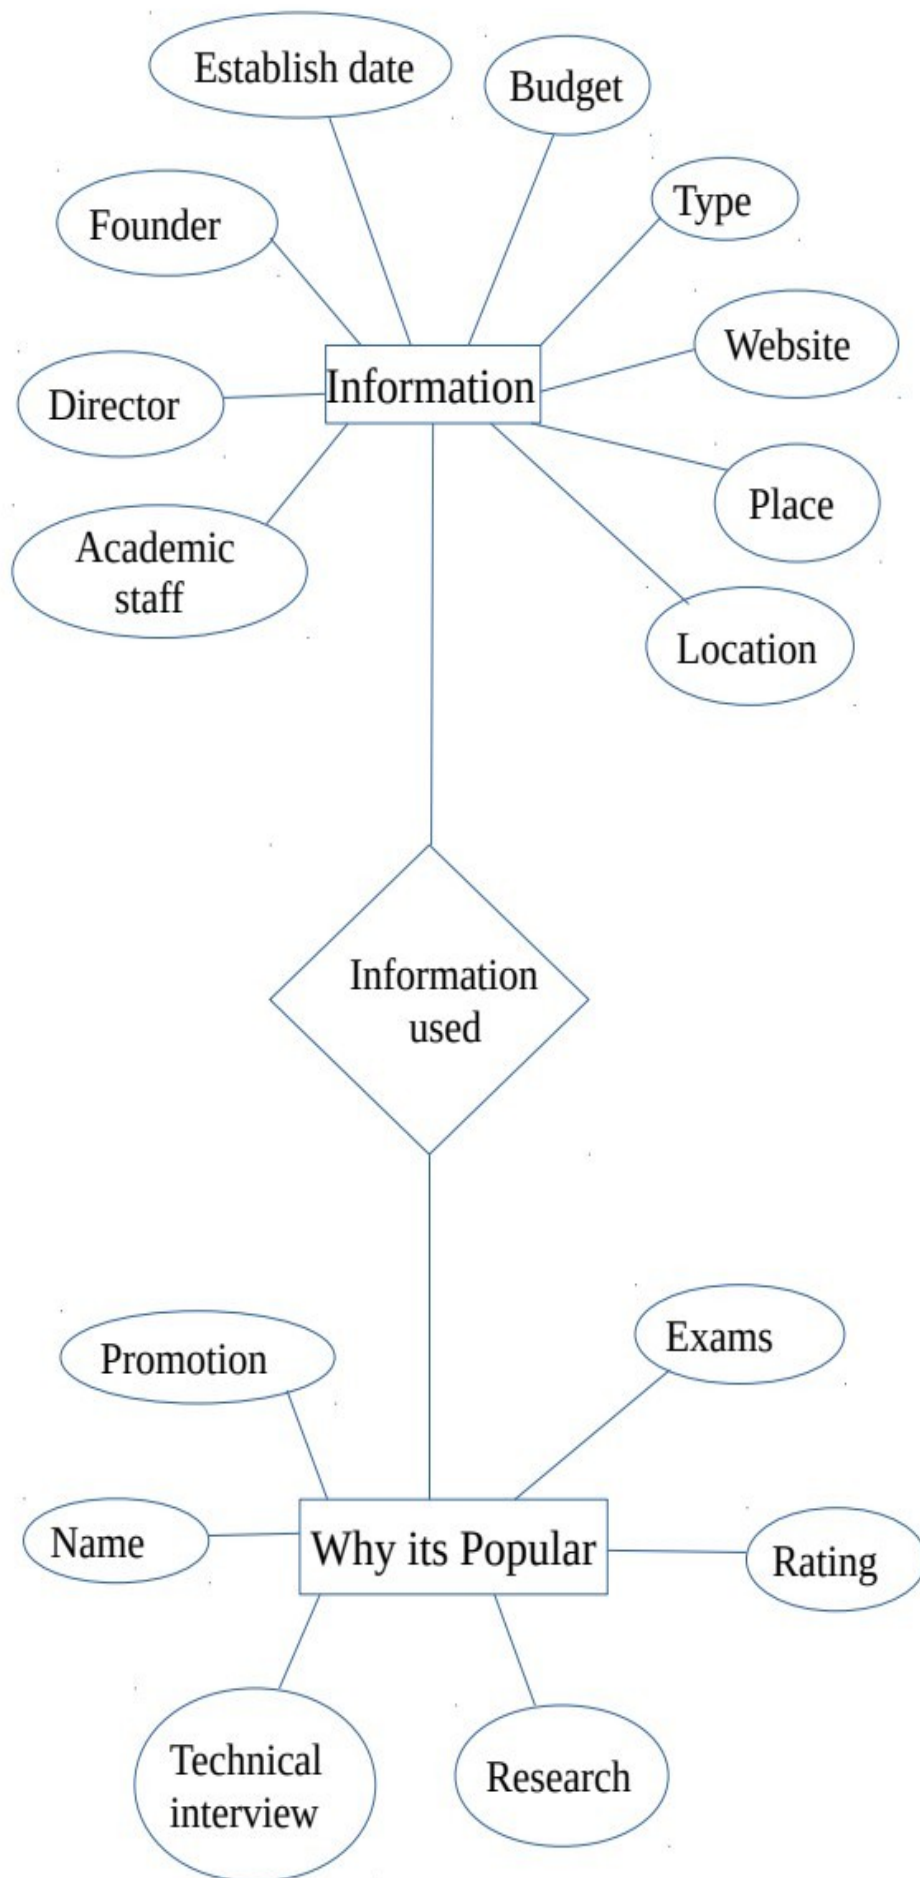 Establish date
Budget
Type
Founder
Website
Information
Director
Place
Academic
staff
Location
Information
used
Exams
Promotion
Name
Why its Popular
Rating
Technical
interview
Research